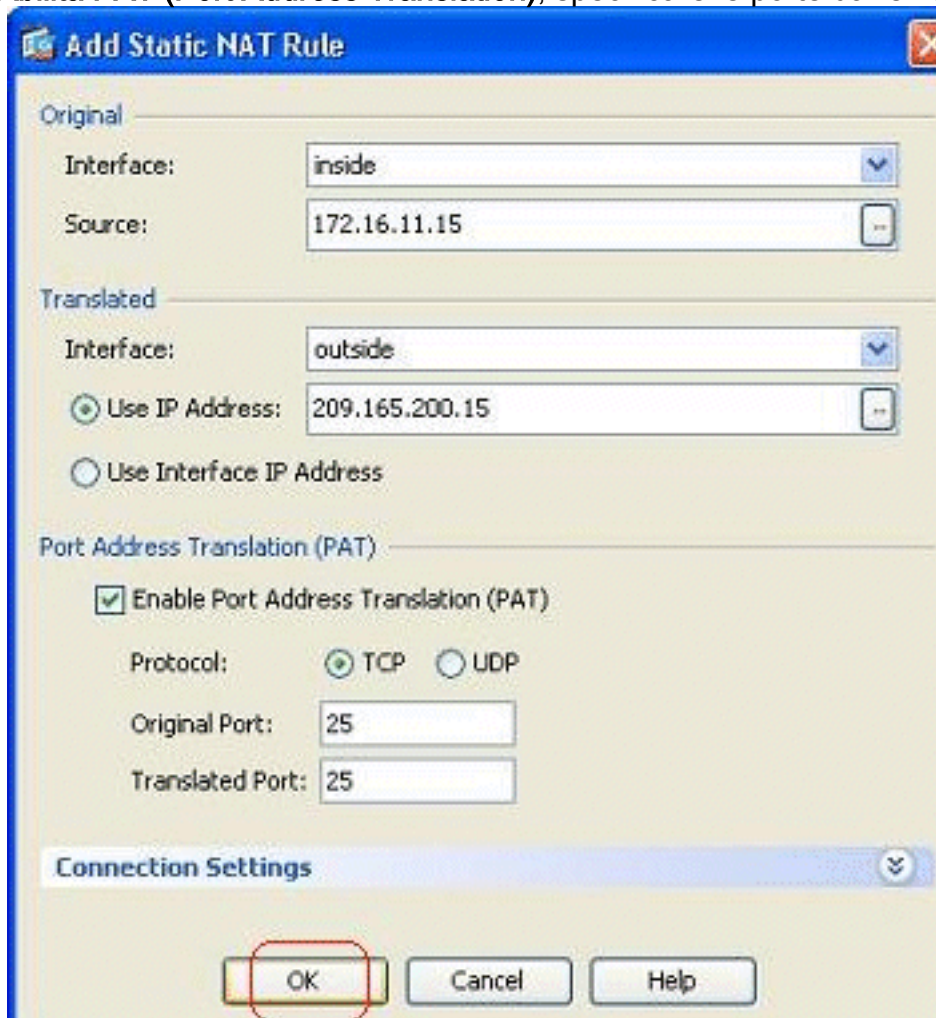 Add Static NAT Rule
Original
Interface: inside
Source: 172.16.11.15 ...
Translated
Interface: outside
Use IP Address: 209.165.200.15 ...
Use Interface IP Address
Port Address Translation (PAT)
Enable Port Address Translation (PAT)
Protocol: TCP UDP
Original Port: 25
Translated Port: 25
Connection Settings
OK Cancel Help